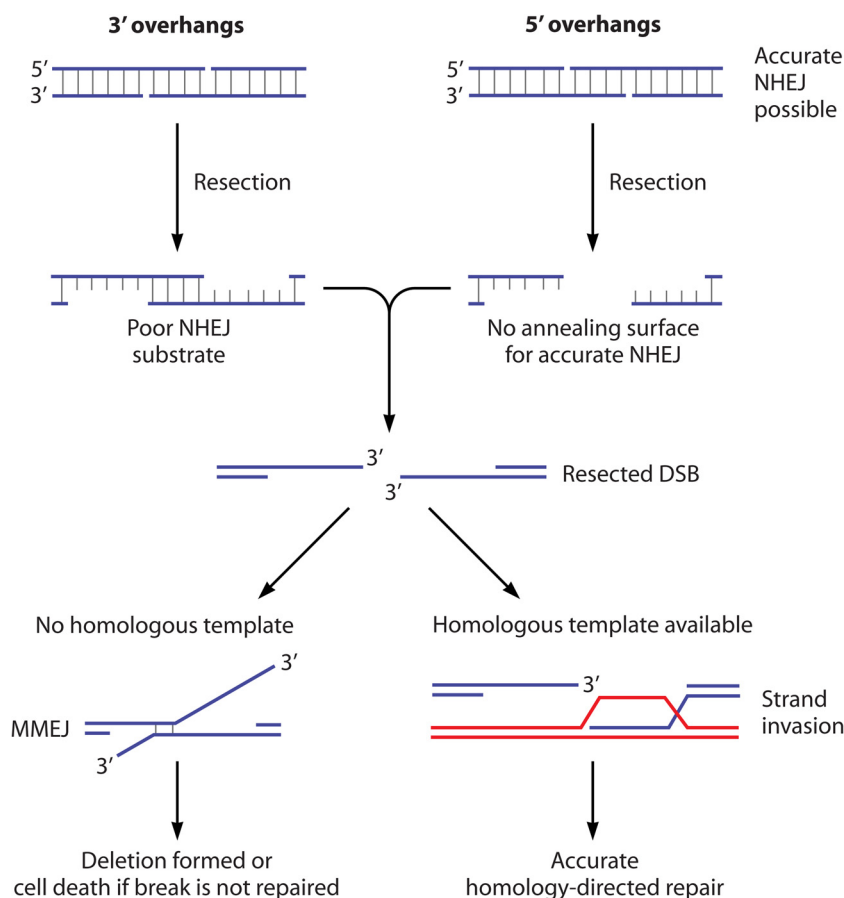 3′ overhangs
5′ overhangs
5′
3′
5′
3′
Accurate
NHEJ
possible
Resection
Resection
Poor NHEJ
substrate
No annealing surface
for accurate NHEJ
3′
3′
Resected DSB
No homologous template
Homologous template available
3′
MMEJ
3′
3′
Strand
invasion
Deletion formed or
cell death if break is not repaired
Accurate
homology-directed repair